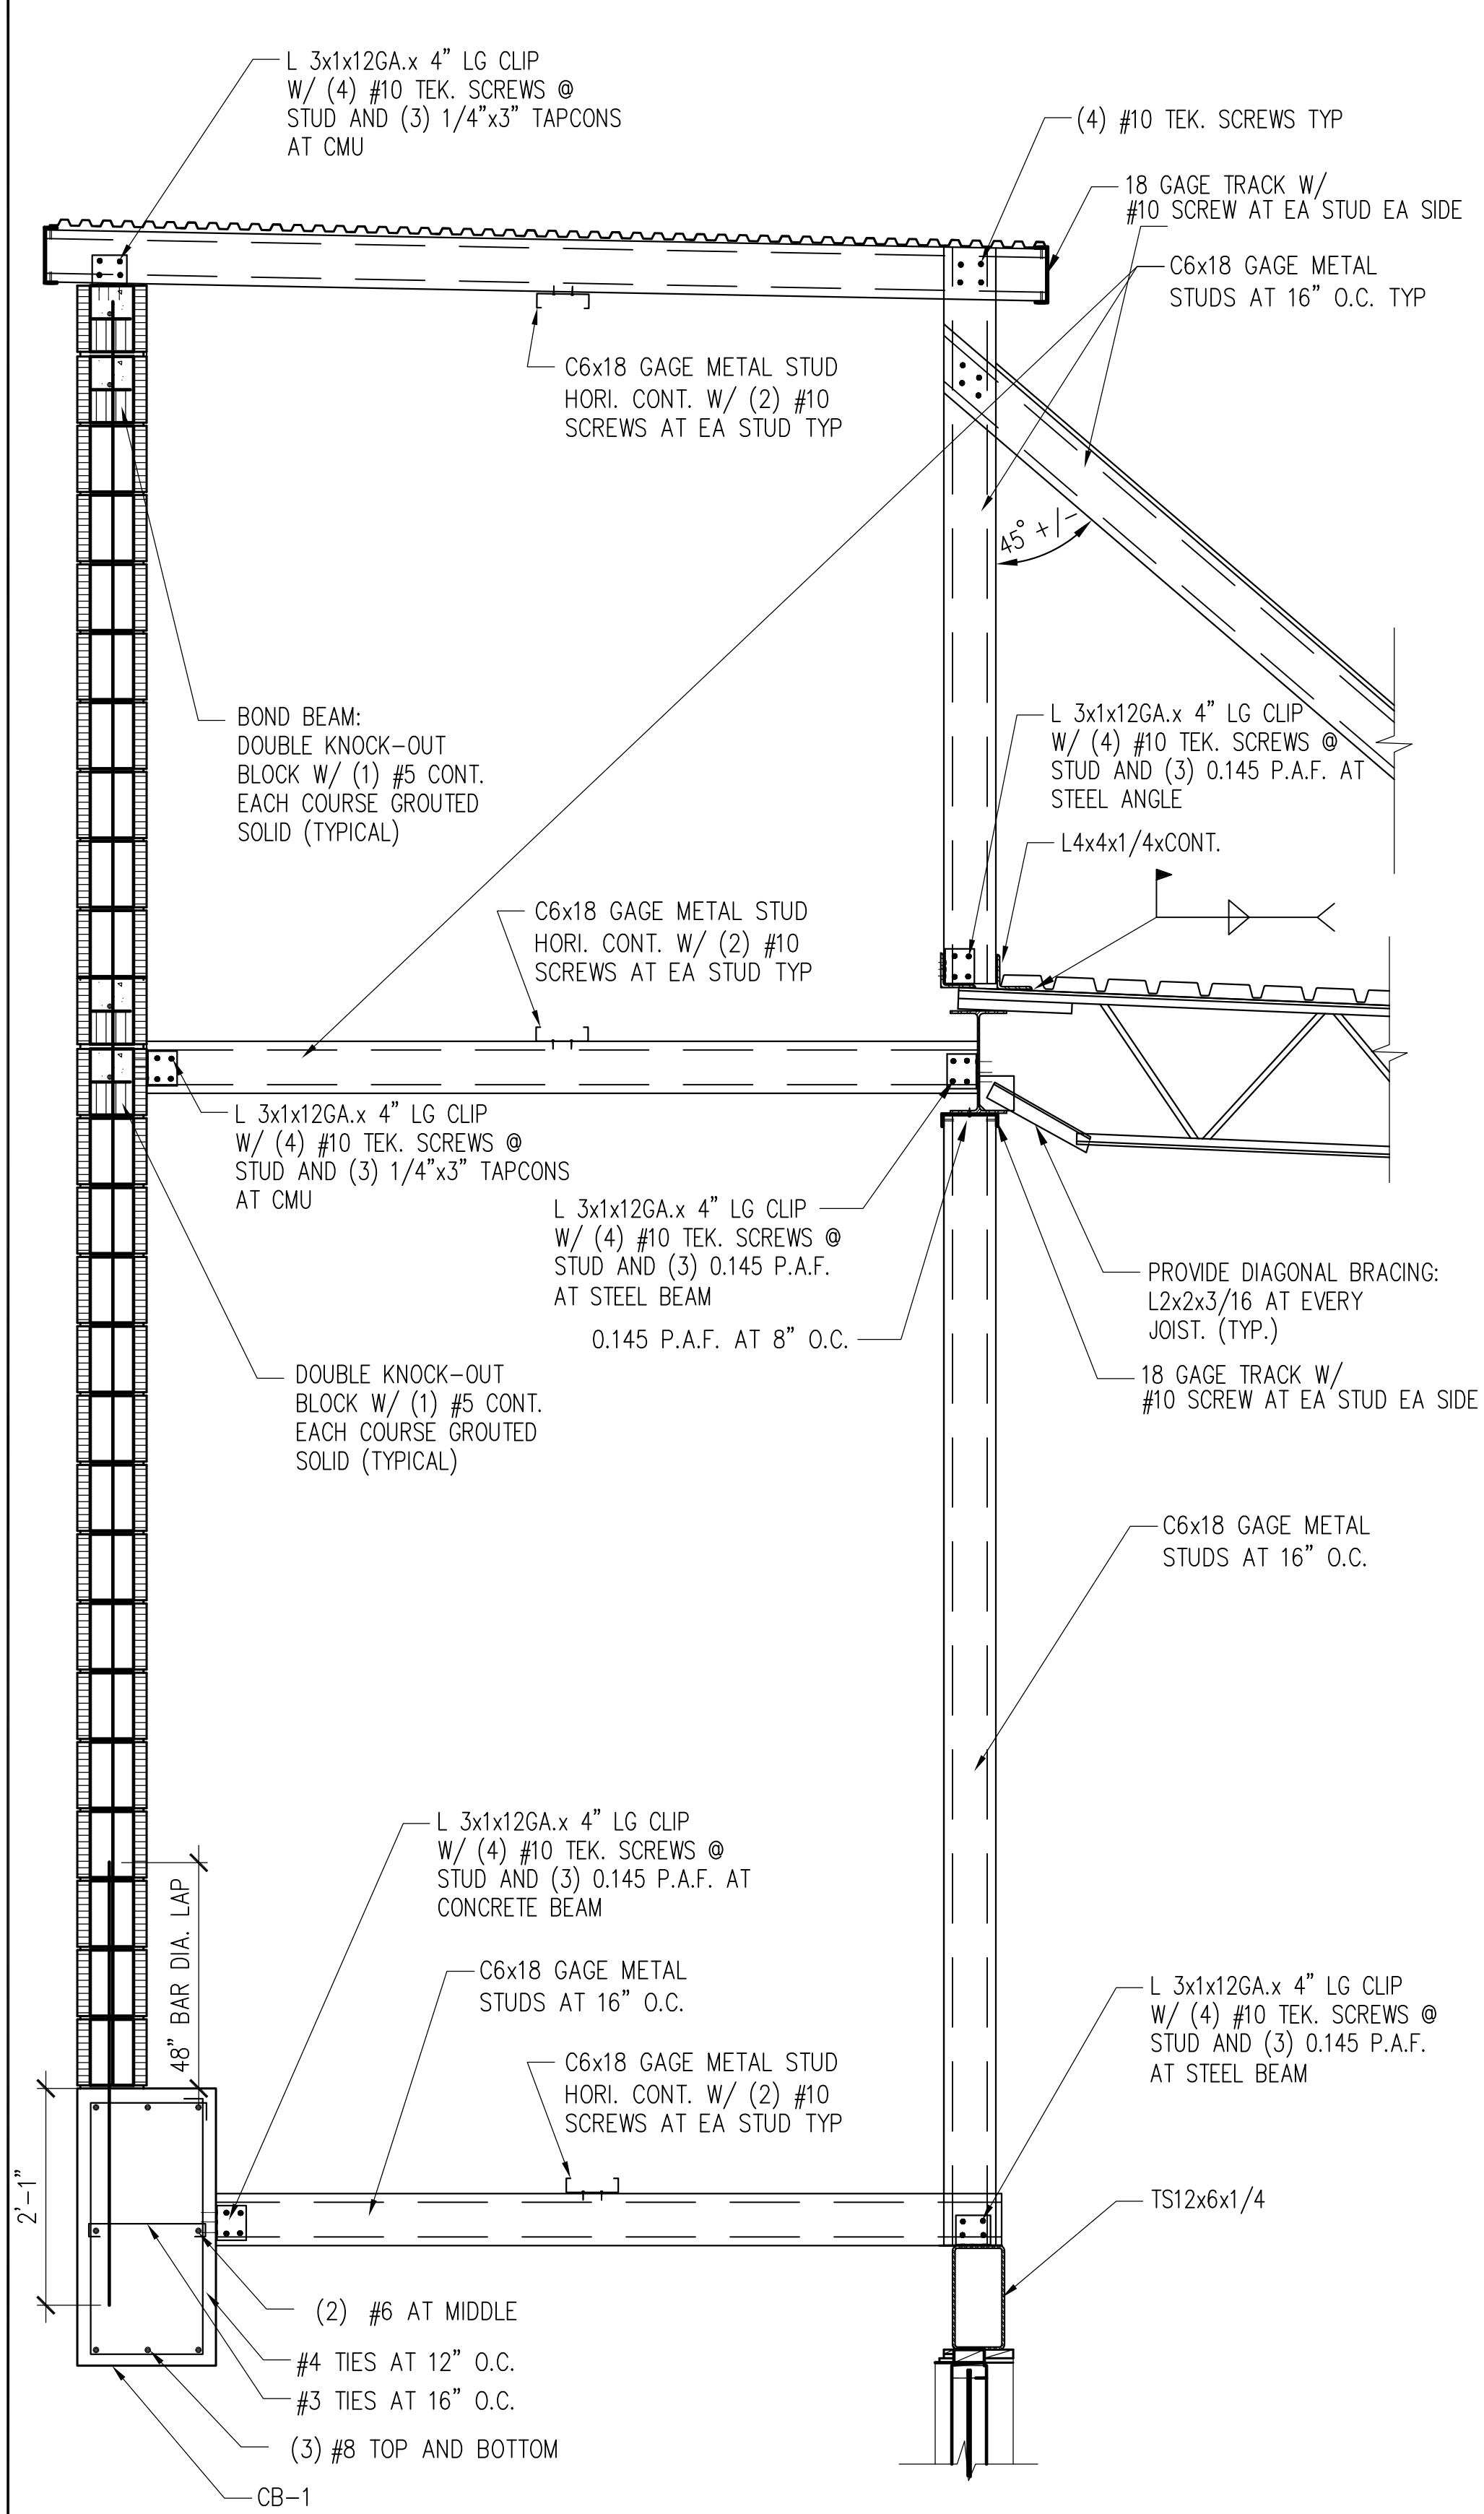 L 3x1x12GA.x 4" LG CLIP
W/ (4) #10 TEK. SCREWS @
STUD AND (3) 1/4"x3" TAPCONS
AT CMU
(4) #10 TEK. SCREWS TYP
18 GAGE TRACK W/
#10 SCREW AT EA STUD EA SIDE
C6x18 GAGE METAL
STUDS AT 16" O.C. TYP
C6x18 GAGE METAL STUD
HORI. CONT. W/ (2) #10
SCREWS AT EA STUD TYP
45° +/-
BOND BEAM:
DOUBLE KNOCK-OUT
BLOCK W/ (1) #5 CONT.
EACH COURSE GROUTED
SOLID (TYPICAL)
L 3x1x12GA.x 4" LG CLIP
W/ (4) #10 TEK. SCREWS @
STUD AND (3) 0.145 P.A.F. AT
STEEL ANGLE
L4x4x1/4xCONT.
C6x18 GAGE METAL STUD
HORI. CONT. W/ (2) #10
SCREWS AT EA STUD TYP
L 3x1x12GA.x 4" LG CLIP
W/ (4) #10 TEK. SCREWS @
STUD AND (3) 1/4"x3" TAPCONS
AT CMU
L 3x1x12GA.x 4" LG CLIP
W/ (4) #10 TEK. SCREWS @
STUD AND (3) 0.145 P.A.F.
AT STEEL BEAM
0.145 P.A.F. AT 8" O.C.
PROVIDE DIAGONAL BRACING:
L2x2x3/16 AT EVERY
JOIST. (TYP.)
18 GAGE TRACK W/
#10 SCREW AT EA STUD EA SIDE
DOUBLE KNOCK-OUT
BLOCK W/ (1) #5 CONT.
EACH COURSE GROUTED
SOLID (TYPICAL)
C6x18 GAGE METAL
STUDS AT 16" O.C.
L 3x1x12GA.x 4" LG CLIP
W/ (4) #10 TEK. SCREWS @
STUD AND (3) 0.145 P.A.F. AT
CONCRETE BEAM
48" BAR DIA. LAP
C6x18 GAGE METAL
STUDS AT 16" O.C.
L 3x1x12GA.x 4" LG CLIP
W/ (4) #10 TEK. SCREWS @
STUD AND (3) 0.145 P.A.F.
AT STEEL BEAM
C6x18 GAGE METAL STUD
HORI. CONT. W/ (2) #10
SCREWS AT EA STUD TYP
2'-1"
TS12x6x1/4
(2) #6 AT MIDDLE
#4 TIES AT 12" O.C.
#3 TIES AT 16" O.C.
(3) #8 TOP AND BOTTOM
CB-1